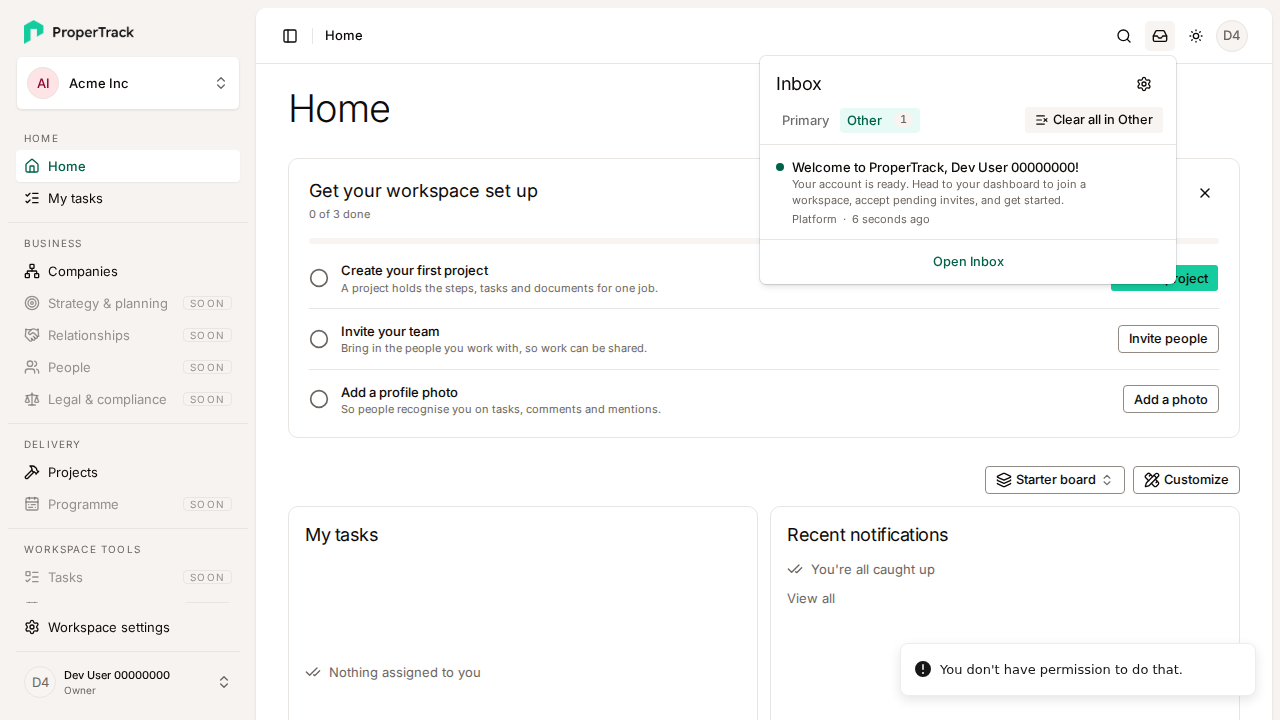 ProperTrack
AI
Acme Inc
HOME
Home
My tasks
BUSINESS
Companies
Strategy & planning SOON
Relationships SOON
People SOON
Legal & compliance SOON
DELIVERY
Projects
Programme SOON
WORKSPACE TOOLS
Tasks SOON
Workspace settings
D4
Dev User 00000000
Owner
Home
D4
Home
Inbox
Primary
Other 1
Clear all in Other
Welcome to ProperTrack, Dev User 00000000!
Your account is ready. Head to your dashboard to join a
workspace, accept pending invites, and get started.
Platform · 6 seconds ago
Open Inbox
Get your workspace set up
0 of 3 done
Create your first project
A project holds the steps, tasks and documents for one job.
Invite your team
Bring in the people you work with, so work can be shared.
Invite people
Add a profile photo
So people recognise you on tasks, comments and mentions.
Add a photo
Starter board
Customize
My tasks
Nothing assigned to you
Recent notifications
You're all caught up
View all
You don't have permission to do that.